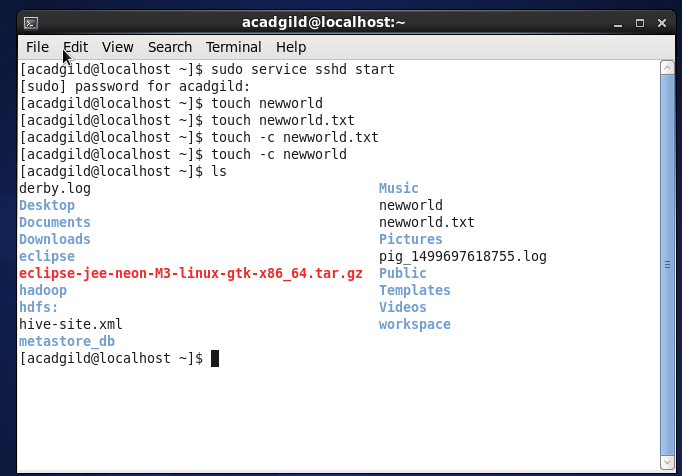 acadgild@localhost:~
File Edit View Search Terminal Help
[acadgild@localhost ~]$ sudo service sshd start
[sudo] password for acadgild:
[acadgild@localhost ~]$ touch newworld
[acadgild@localhost ~]$ touch newworld.txt
[acadgild@localhost ~]$ touch -c newworld.txt
[acadgild@localhost ~]$ touch -c newworld
[acadgild@localhost ~]$ ls
derby.log Music
Desktop newworld
Documents newworld.txt
Downloads Pictures
eclipse pig_1499697618755.log
eclipse-jee-neon-M3-linux-gtk-x86_64.tar.gz Public
hadoop Templates
hdfs: Videos
hive-site.xml workspace
metastore_db
[acadgild@localhost ~]$